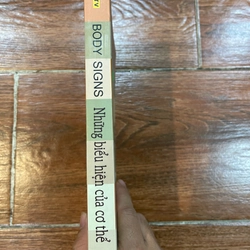 BODY SIGNS
Những biểu hiện của cơ thể